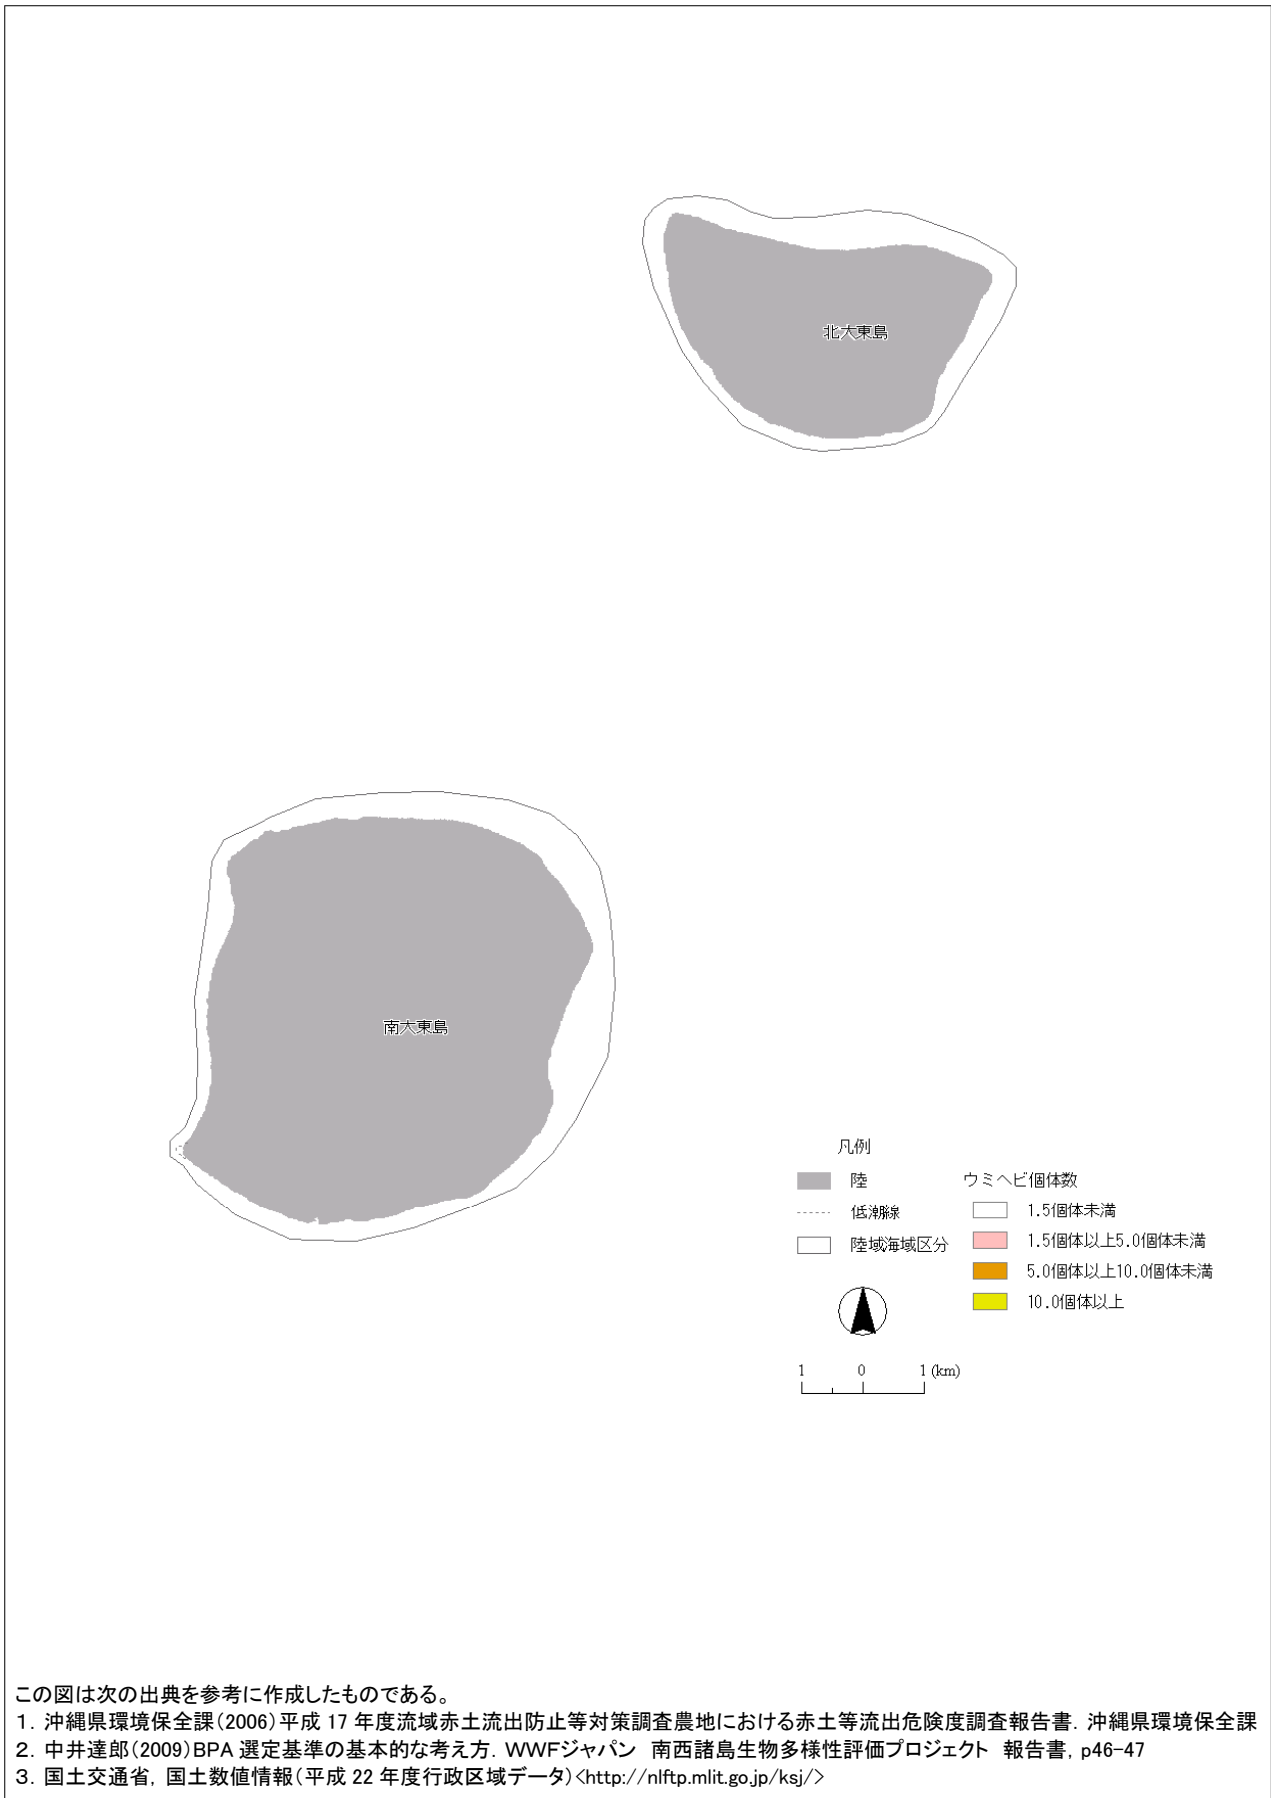 北大東島
南大東島
凡例
陸
低潮線
陸域海域区分
ウミヘビ個体数
1.5個体未満
1.5個体以上5.0個体未満
5.0個体以上10.0個体未満
10.0個体以上
1 0 1 (km)
この図は次の出典を参考に作成したものである。
1. 沖縄県環境保全課(2006)平成 17 年度流域赤土流出防止等対策調査農地における赤土等流出危険度調査報告書. 沖縄県環境保全課
2. 中井達郎(2009)BPA 選定基準の基本的な考え方. WWFジャパン 南西諸島生物多様性評価プロジェクト 報告書, p46-47
3. 国土交通省, 国土数値情報(平成 22 年度行政区域データ)<http://nlftp.mlit.go.jp/ksj/>